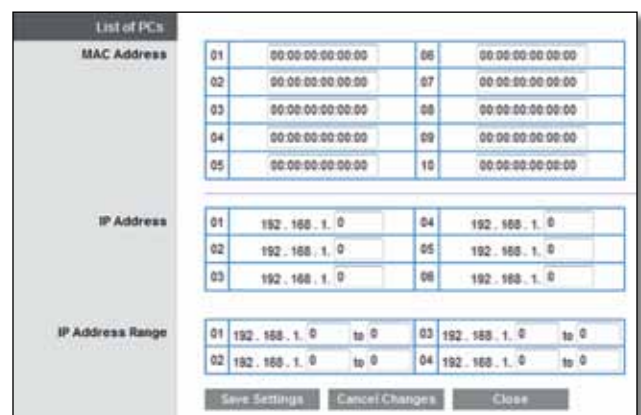 List of PCs
MAC Address
01 00:00:00:00:00:00 06 00:00:00:00:00:00
02 00:00:00:00:00:00 07 00:00:00:00:00:00
03 00:00:00:00:00:00 08 00:00:00:00:00:00
04 00:00:00:00:00:00 09 00:00:00:00:00:00
05 00:00:00:00:00:00 10 00:00:00:00:00:00
IP Address
01 192 . 168 . 1. 0 04 192 . 168 . 1. 0
02 192 . 168 . 1. 0 05 192 . 168 . 1. 0
03 192 . 168 . 1. 0 06 192 . 168 . 1. 0
IP Address Range
01 192 . 168 . 1. 0 to 0 03 192 . 168 . 1. 0 to 0
02 192 . 168 . 1. 0 to 0 04 192 . 168 . 1. 0 to 0
Save Settings Cancel Changes Close